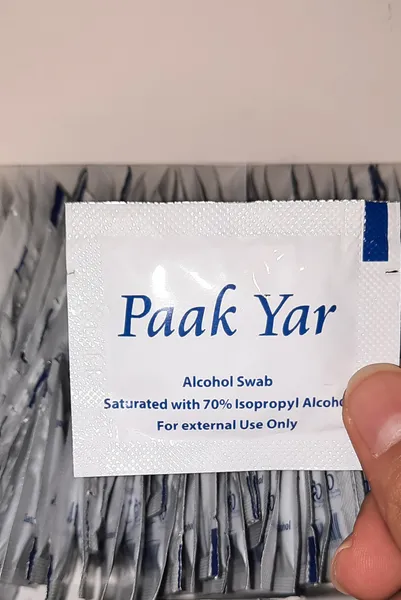 Paak Yar
Alcohol Swab
Saturated with 70% Isopropyl Alcoho
For external Use Only